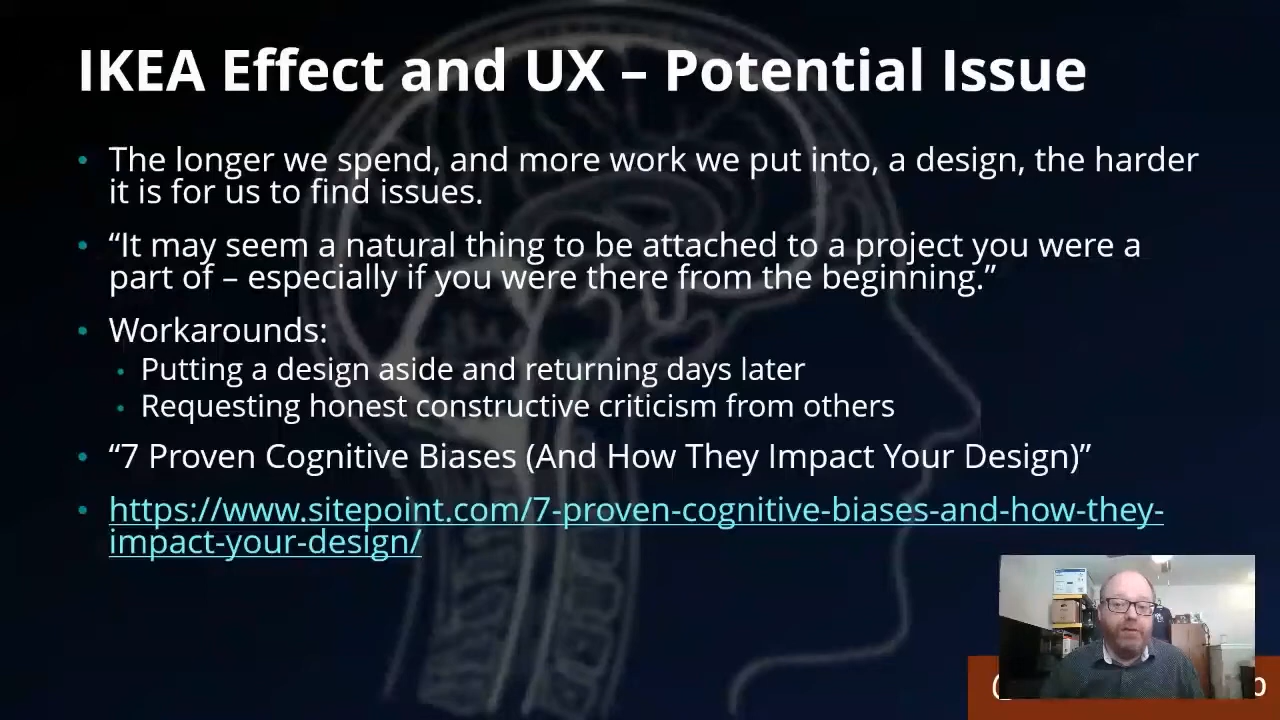 IKEA Effect and UX – Potential Issue
• The longer we spend, and more work we put into, a design, the harder
it is for us to find issues.
• “It may seem a natural thing to be attached to a project you were a
part of – especially if you were there from the beginning.”
• Workarounds:
• Putting a design aside and returning days later
• Requesting honest constructive criticism from others
• “7 Proven Cognitive Biases (And How They Impact Your Design)”
• https://www.sitepoint.com/7-proven-cognitive-biases-and-how-they-
impact-your-design/